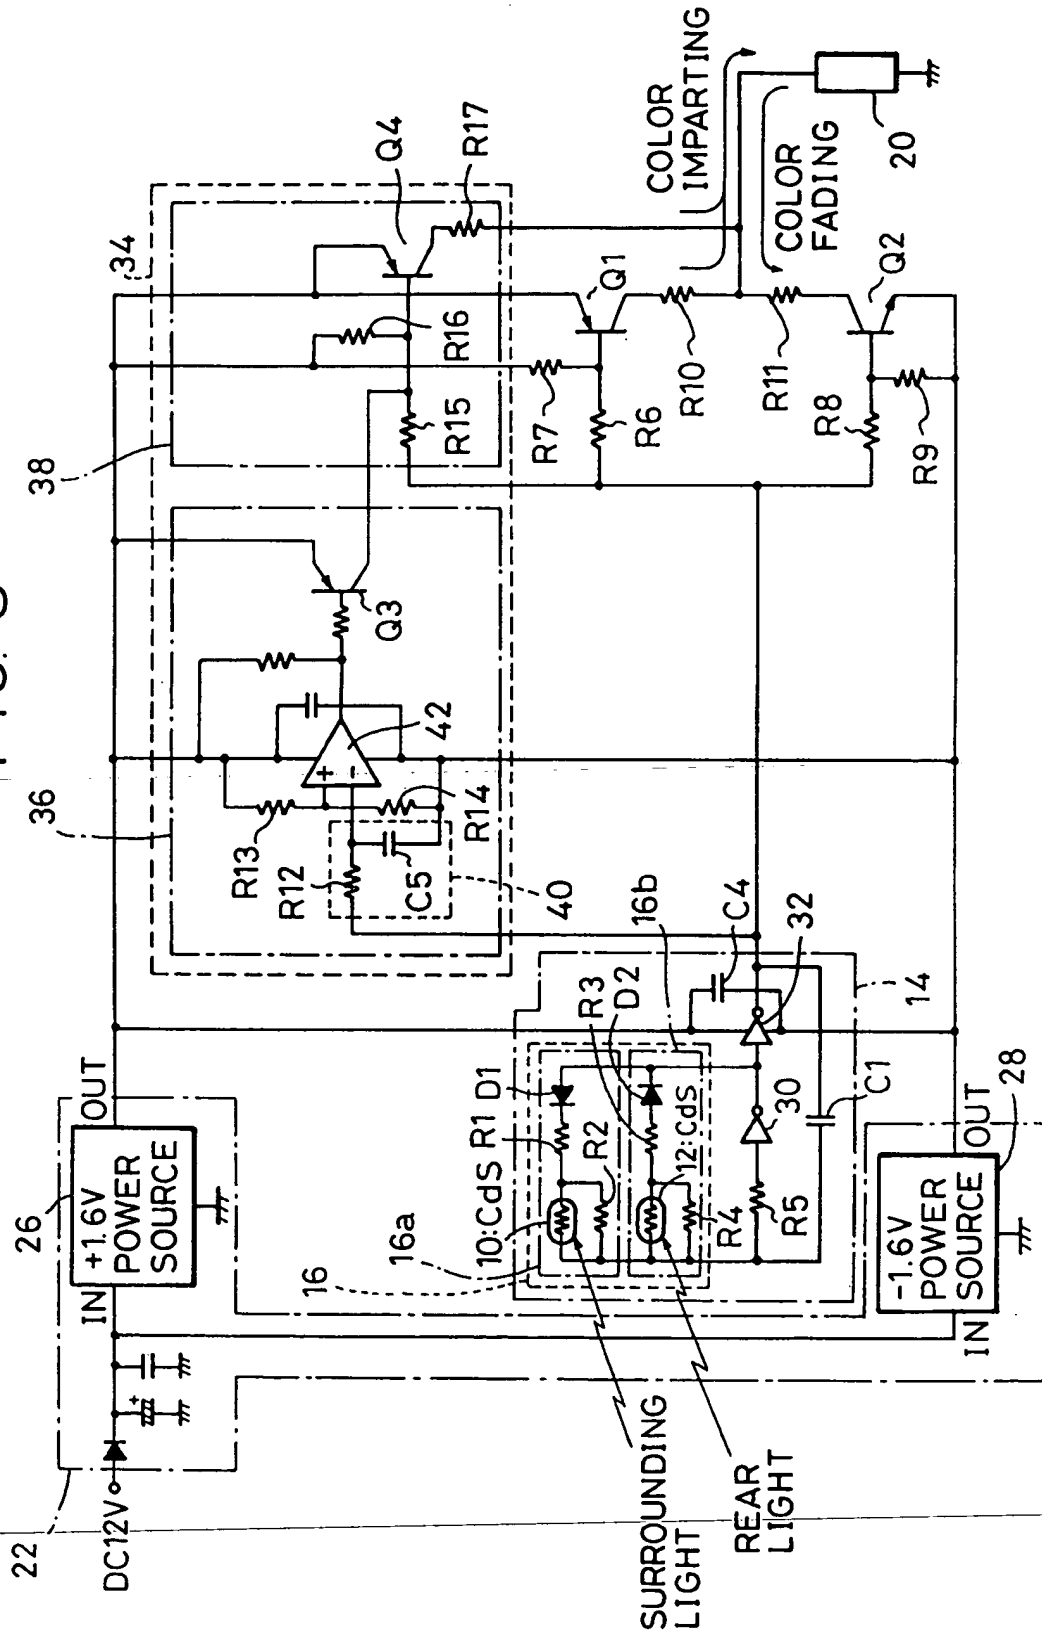 22
DC12V
26
+1.6V
POWER
SOURCE
IN
OUT
36
38
34
R13
R12
C5
R14
40
42
Q3
R15
R16
Q4
R17
16
16a
10:CdS
R1
D1
R2
R3
D2
16b
12:CdS
R4
R5
30
32
C4
C1
14
SURROUNDING
LIGHT
REAR
LIGHT
IN
-1.6V
POWER
SOURCE
OUT
28
R7
R6
Q1
R10
R11
R8
R9
Q2
COLOR
IMPARTING
COLOR
FADING
20